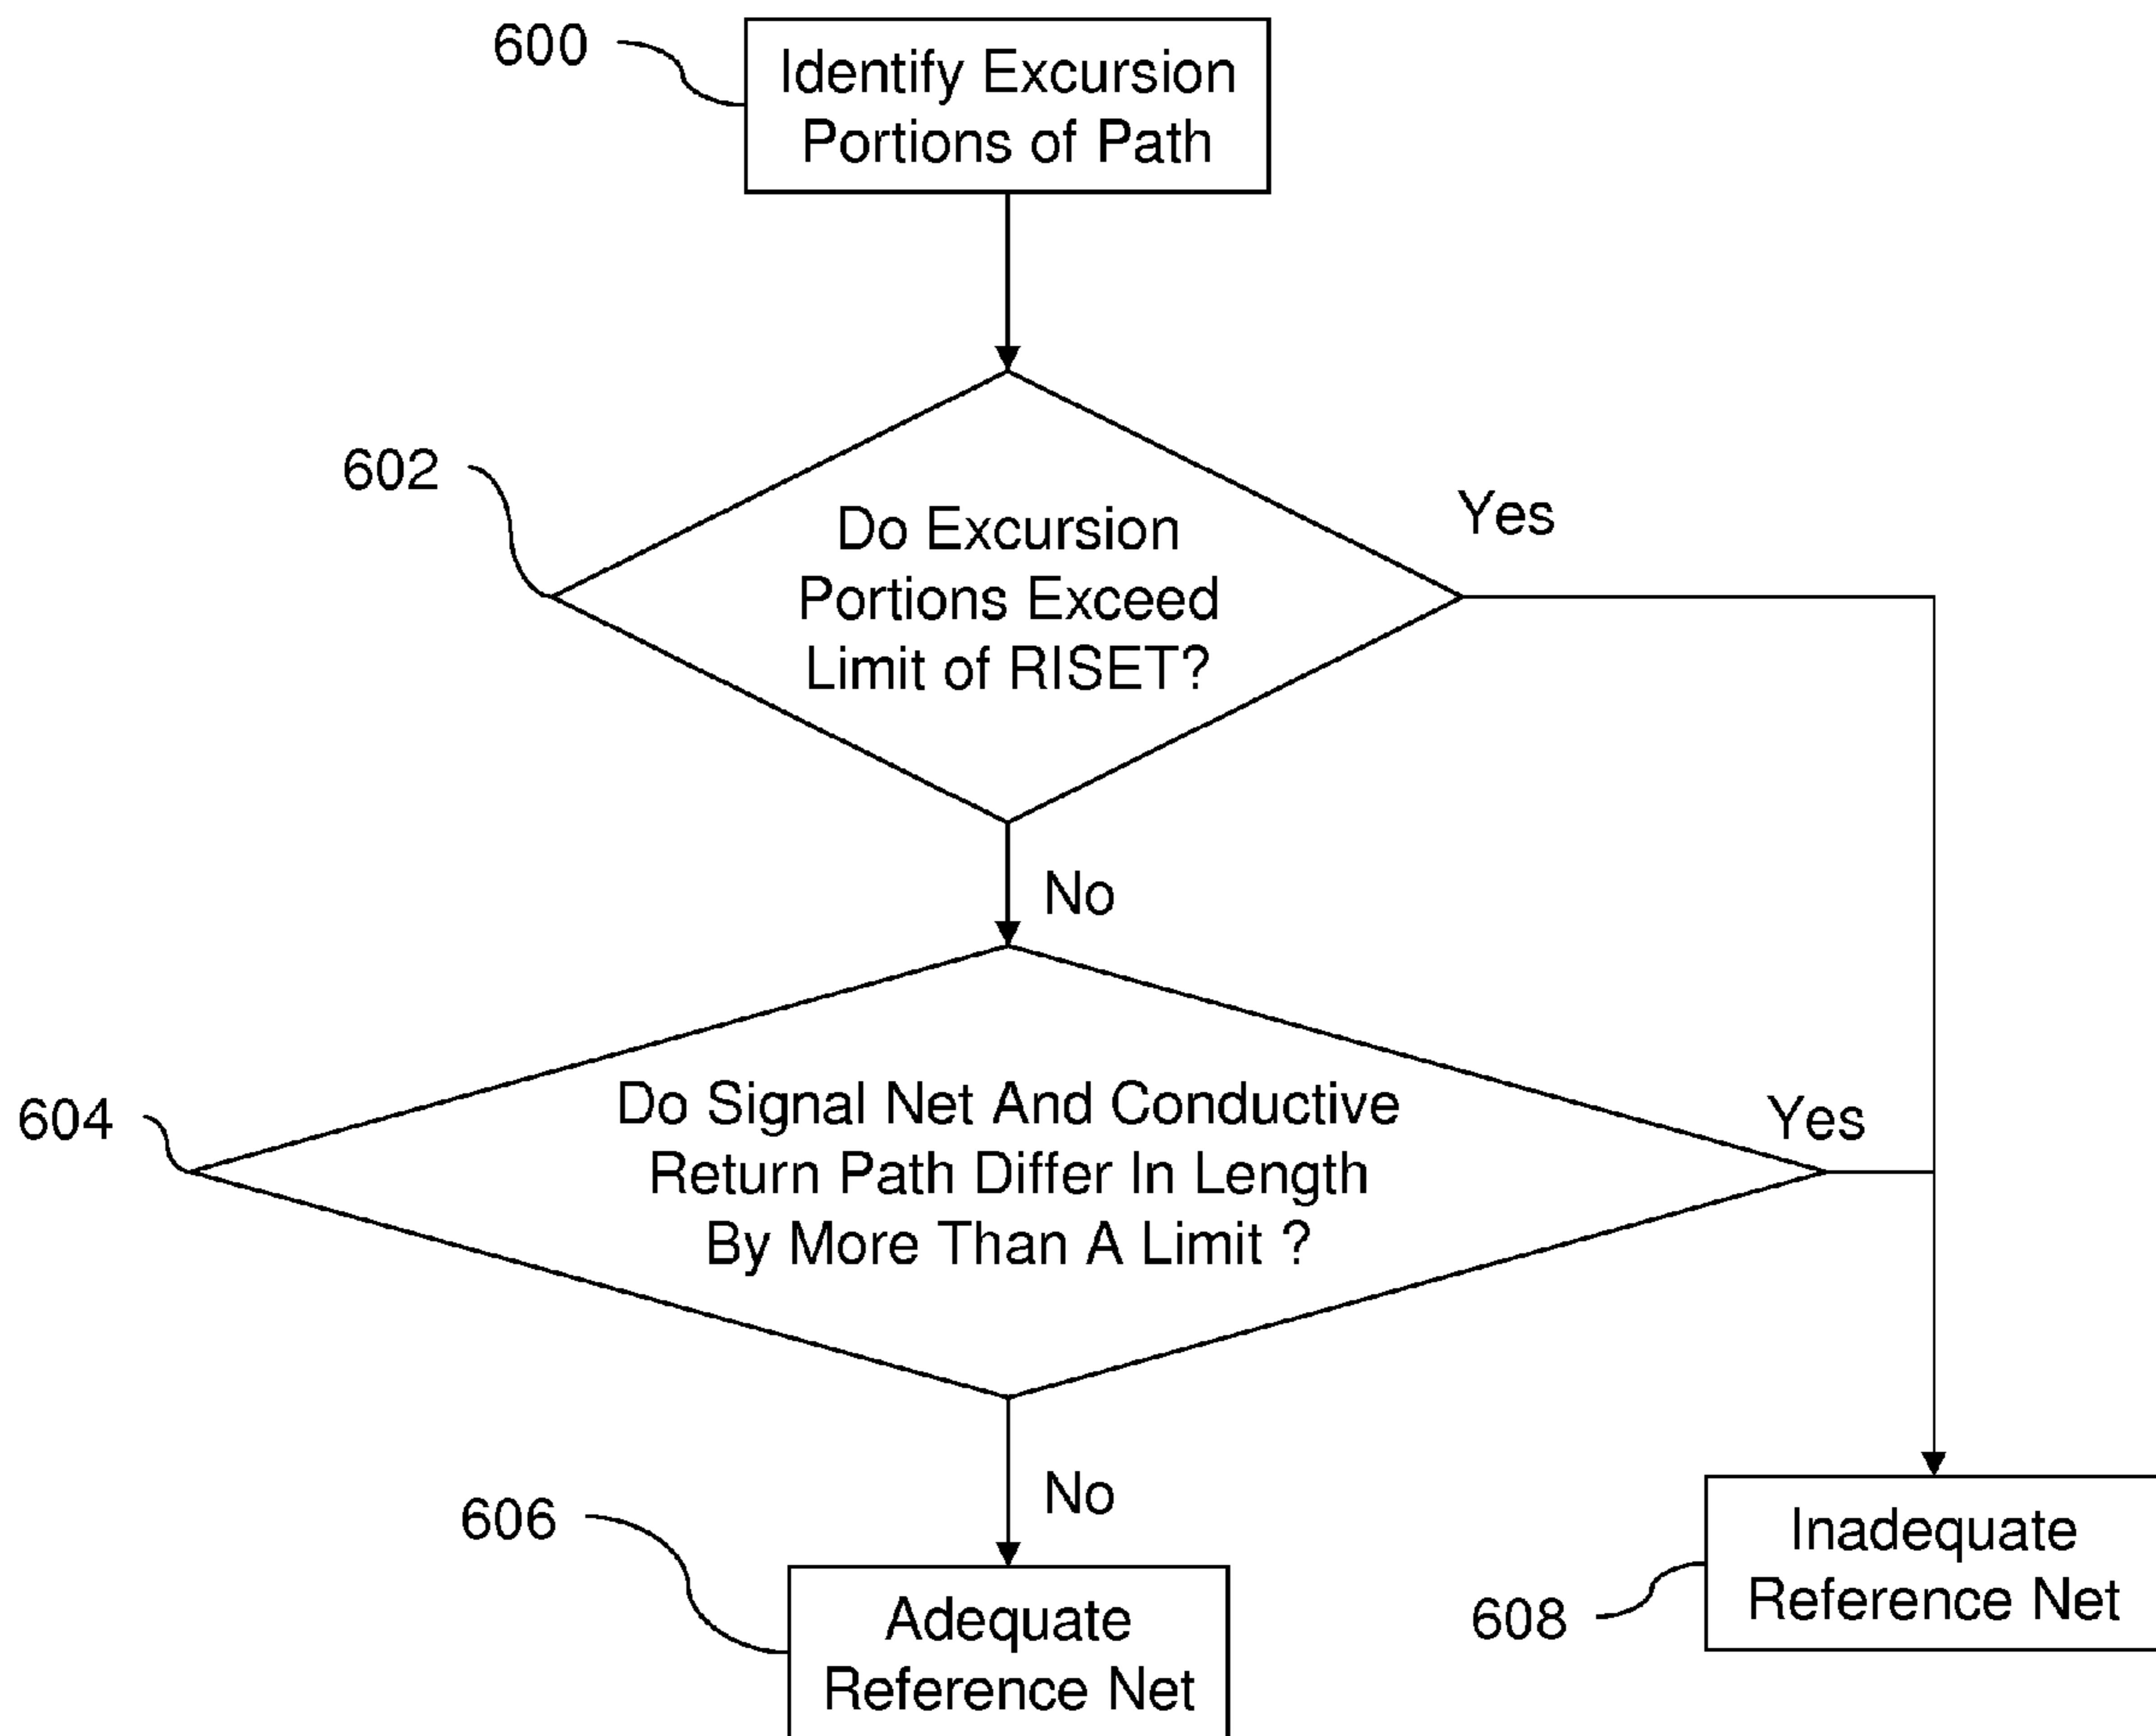 600
Identify Excursion
Portions of Path
602
Do Excursion
Portions Exceed
Limit of RISET?
Yes
No
604
Do Signal Net And Conductive
Return Path Differ In Length
By More Than A Limit ?
Yes
No
606
Adequate
Reference Net
608
Inadequate
Reference Net